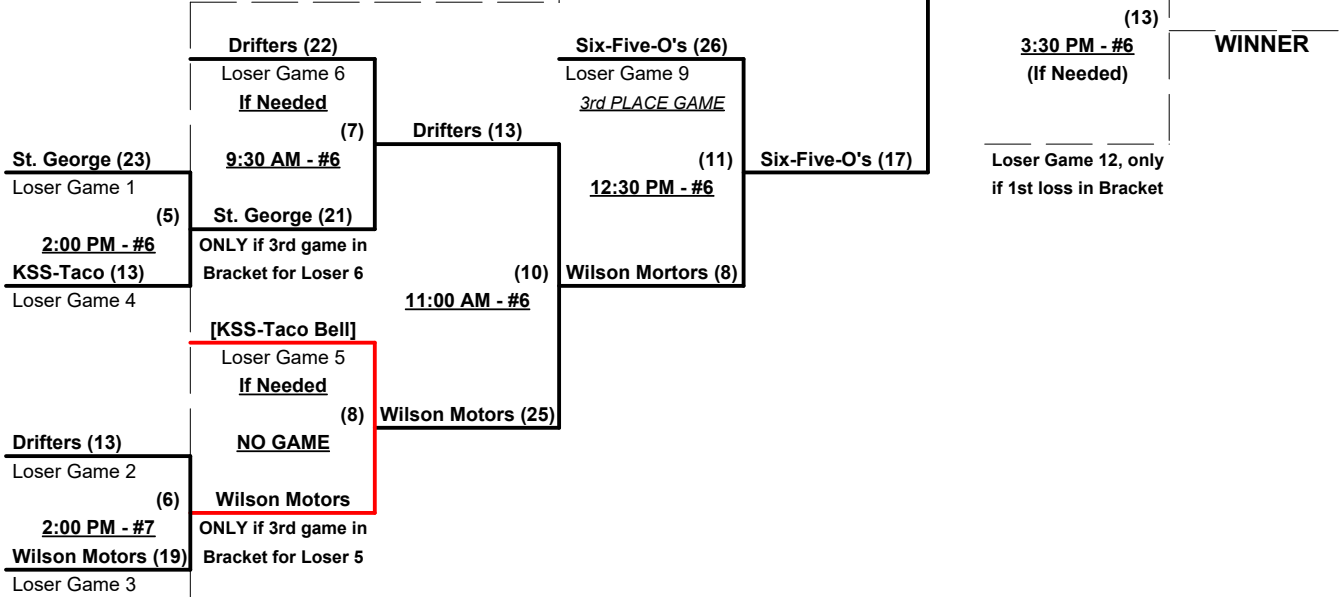 (13)
3:30 PM - #6
WINNER
(If Needed)
Loser Game 12, only
if 1st loss in Bracket
Drifters (22)
Loser Game 6
If Needed
(7)
9:30 AM - #6
St. George (21)
ONLY if 3rd game in
Bracket for Loser 6
St. George (23)
Loser Game 1
(5)
2:00 PM - #6
KSS-Taco (13)
Loser Game 4
Drifters (13)
(10)
11:00 AM - #6
Wilson Motors (25)
Six-Five-O's (26)
Loser Game 9
3rd PLACE GAME
(11)
12:30 PM - #6
Six-Five-O's (17)
Wilson Mortors (8)
[KSS-Taco Bell]
Loser Game 5
If Needed
(8)
NO GAME
Wilson Motors
ONLY if 3rd game in
Bracket for Loser 5
Drifters (13)
Loser Game 2
(6)
2:00 PM - #7
Wilson Motors (19)
Loser Game 3